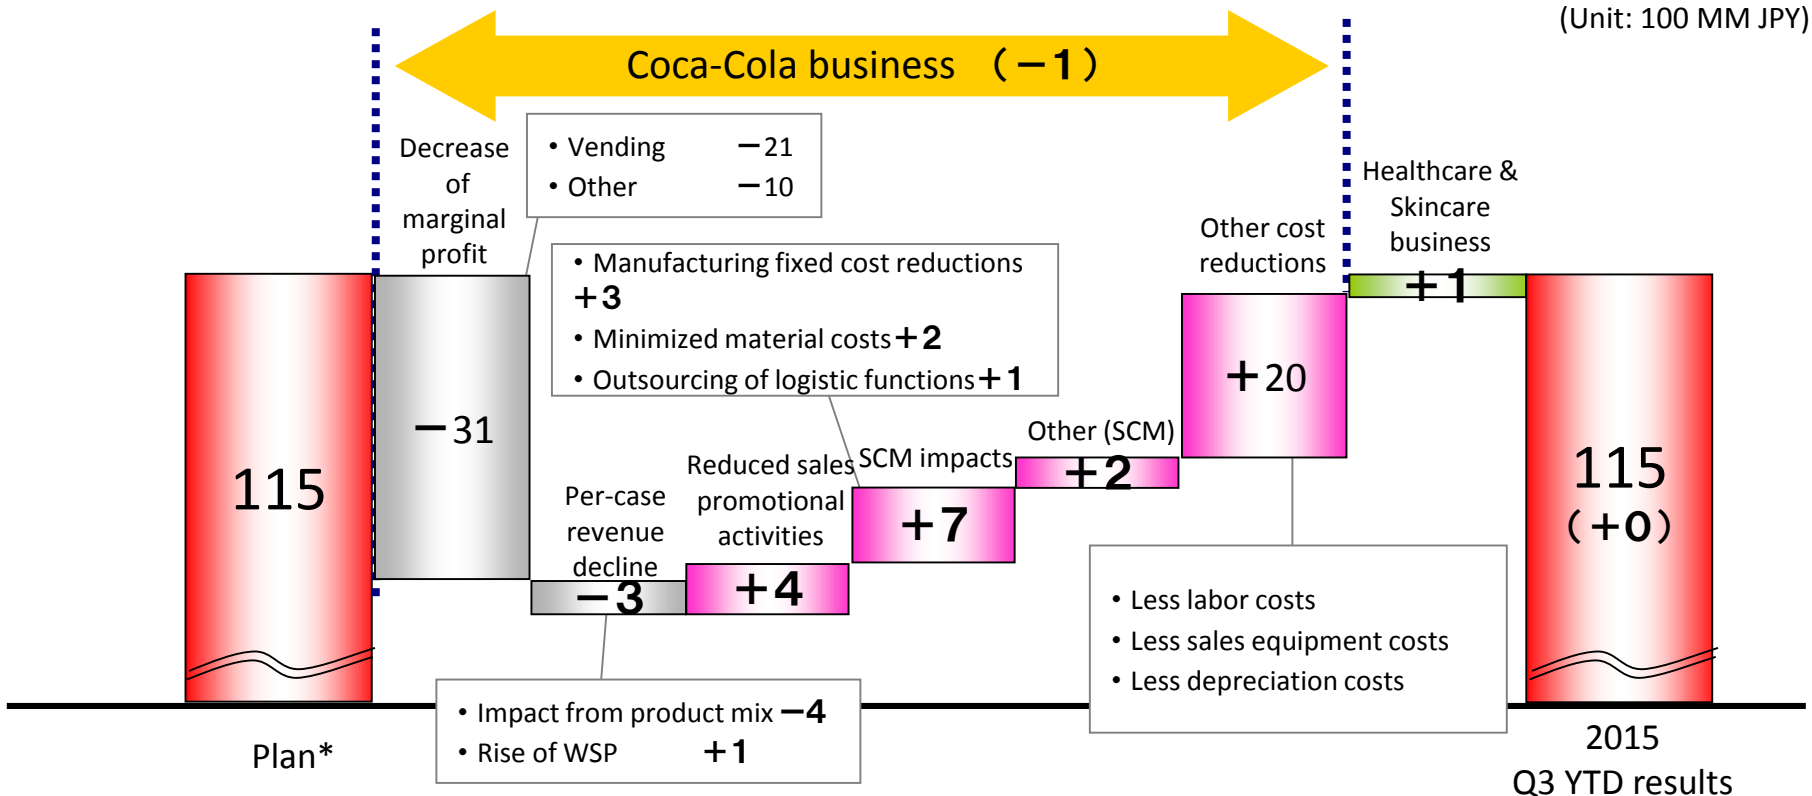 (Unit: 100 MM JPY)
Coca-Cola business （－1）
Decrease
of
marginal
profit
• Vending －21
• Other －10
Healthcare &
Skincare
business
Other cost
reductions
• Manufacturing fixed cost reductions
＋3
• Minimized material costs＋2
• Outsourcing of logistic functions＋1
＋1
＋20
－31
Other (SCM)
＋2
SCM impacts
＋7
Reduced sales
promotional
activities
＋4
Per-case
revenue
decline
－3
115
115
（＋0）
• Less labor costs
• Less sales equipment costs
• Less depreciation costs
• Impact from product mix －4
• Rise of WSP ＋1
Plan*
2015
Q3 YTD results